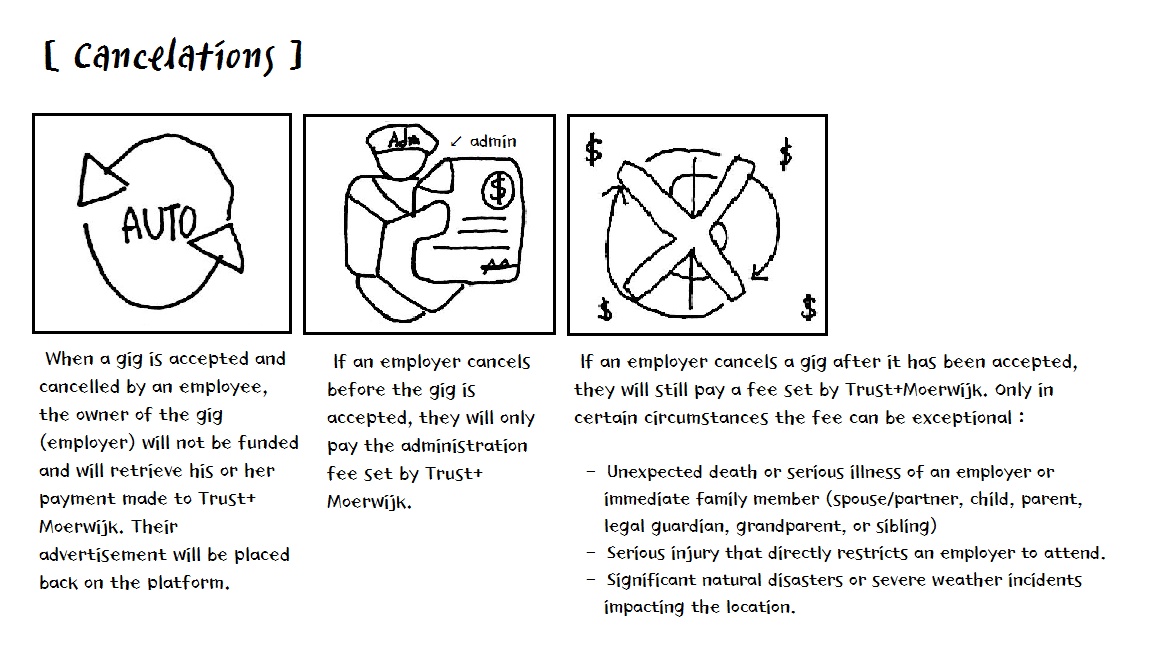 [ Cancelations ]
AUTO
Adm
↙ admin
$
$ $
$ $
When a gig is accepted and
cancelled by an employee,
the owner of the gig
(employer) will not be funded
and will retrieve his or her
payment made to Trust+
Moerwijk. Their
advertisement will be placed
back on the platform.
If an employer cancels
before the gig is
accepted, they will only
pay the administration
fee set by Trust+
Moerwijk.
If an employer cancels a gig after it has been accepted,
they will still pay a fee set by Trust+Moerwijk. Only in
certain circumstances the fee can be exceptional :
- Unexpected death or serious illness of an employer or
immediate family member (spouse/partner, child, parent,
legal guardian, grandparent, or sibling)
- Serious injury that directly restricts an employer to attend.
- Significant natural disasters or severe weather incidents
impacting the location.